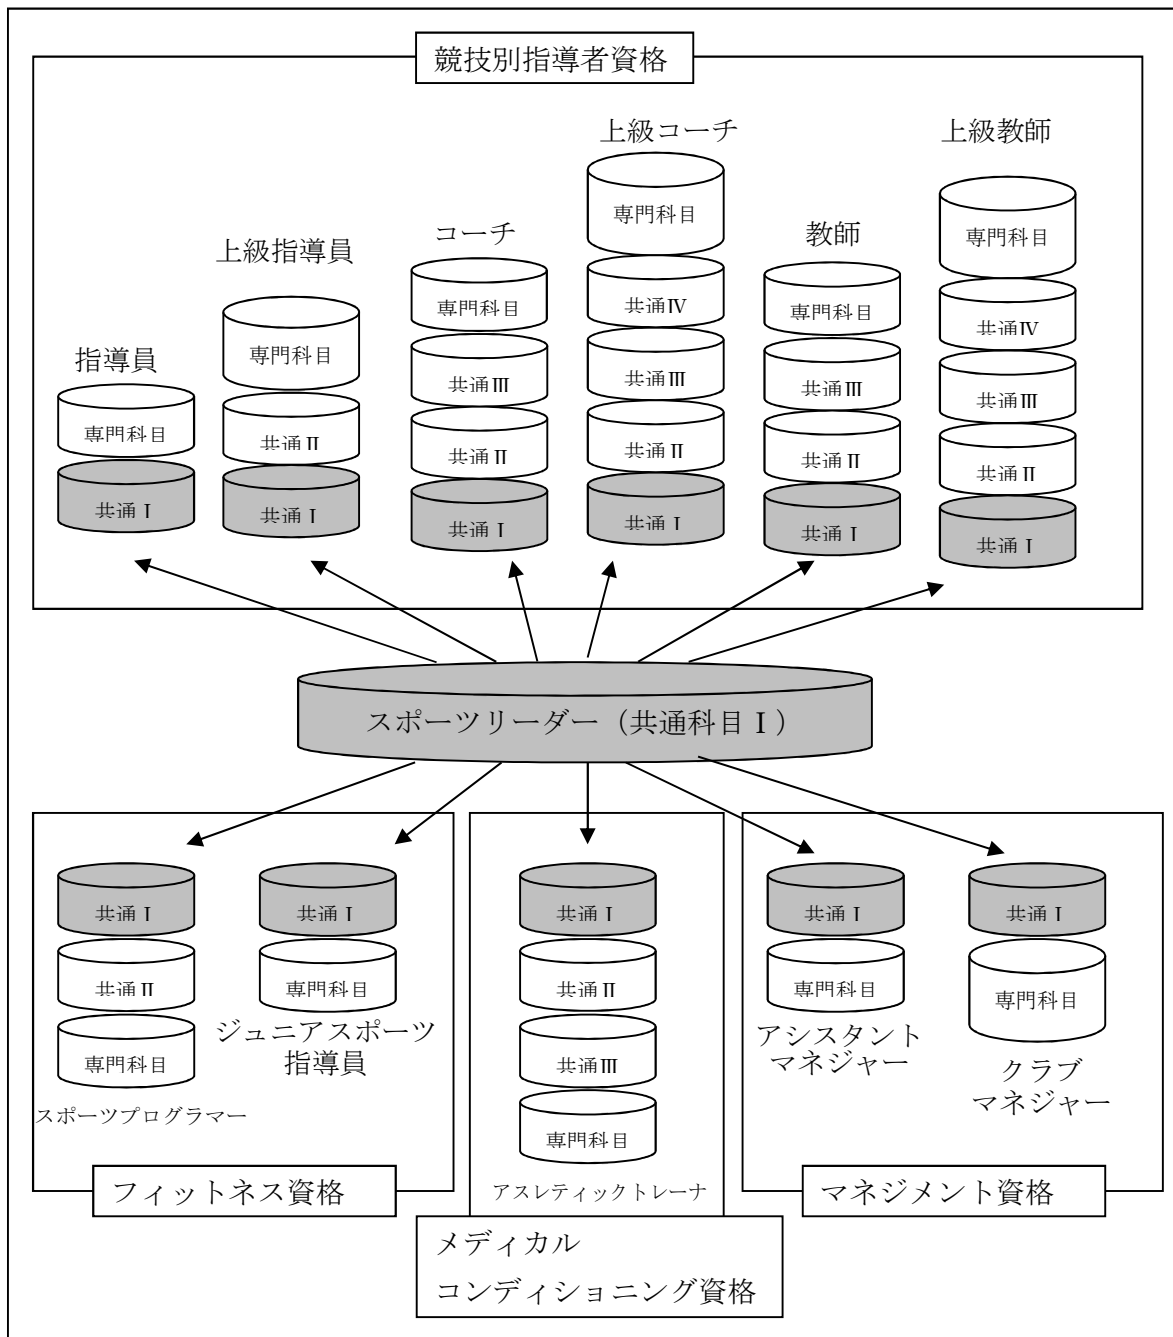 競技別指導者資格
指導員
専門科目
共通Ⅰ
上級指導員
専門科目
共通Ⅱ
共通Ⅰ
コーチ
専門科目
共通Ⅲ
共通Ⅱ
共通Ⅰ
上級コーチ
専門科目
共通Ⅳ
共通Ⅲ
共通Ⅱ
共通Ⅰ
教師
専門科目
共通Ⅲ
共通Ⅱ
共通Ⅰ
上級教師
専門科目
共通Ⅳ
共通Ⅲ
共通Ⅱ
共通Ⅰ
スポーツリーダー（共通科目Ⅰ）
共通Ⅰ
共通Ⅱ
専門科目
スポーツプログラマー
共通Ⅰ
専門科目
ジュニアスポーツ
指導員
フィットネス資格
共通Ⅰ
共通Ⅱ
共通Ⅲ
専門科目
アスレティックトレーナ
メディカル
コンディショニング資格
共通Ⅰ
専門科目
アシスタント
マネジャー
共通Ⅰ
専門科目
クラブ
マネジャー
マネジメント資格